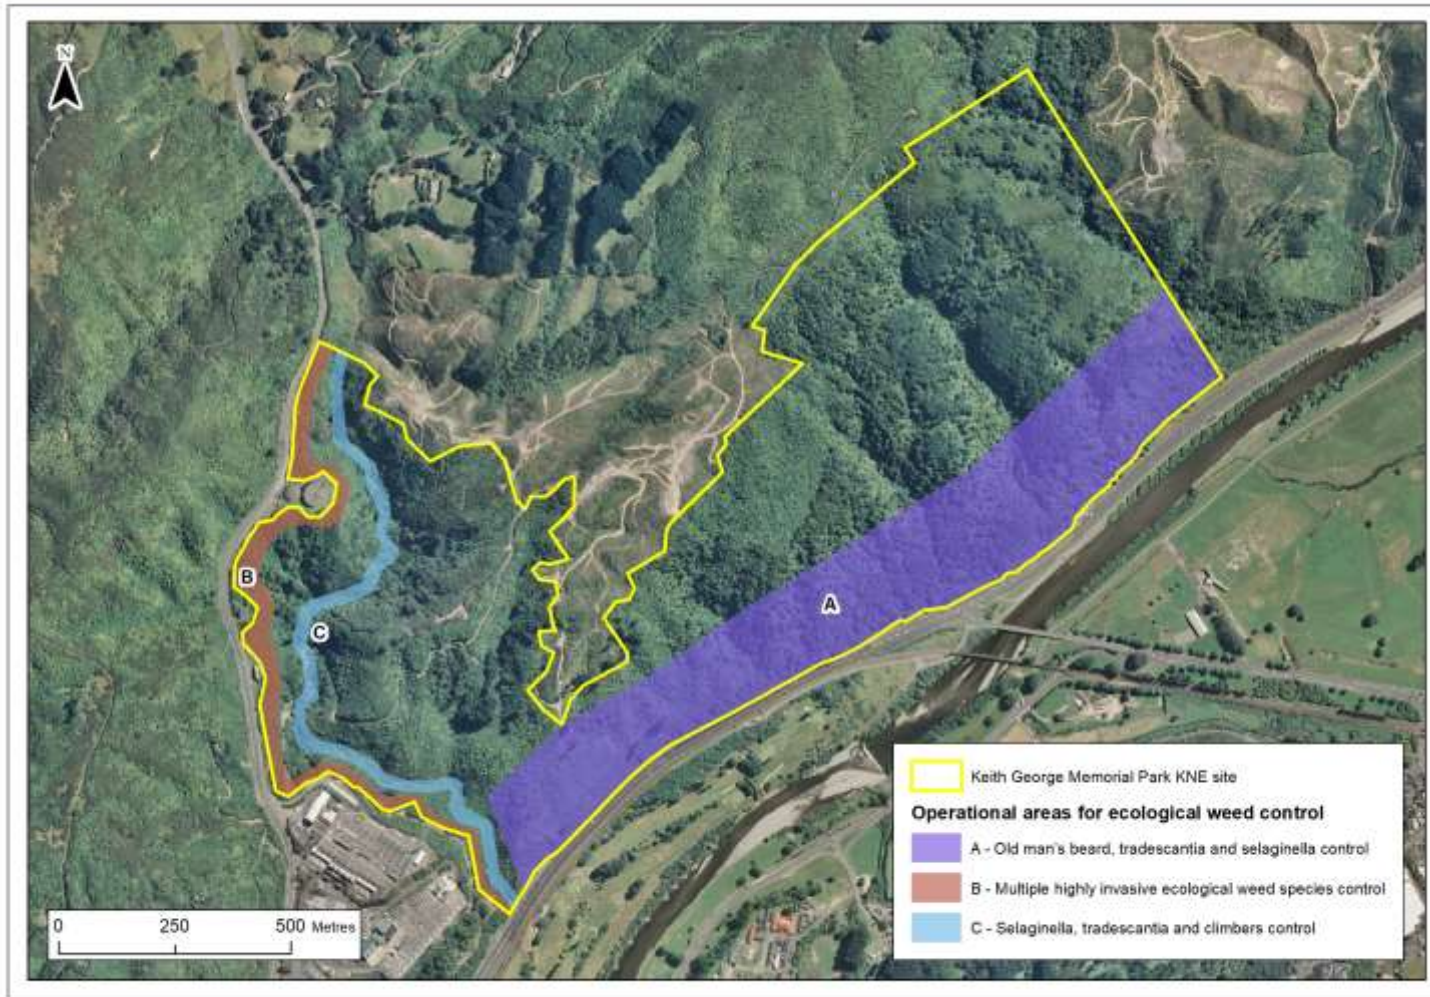 N
B
C
A
Keith George Memorial Park KNE site
Operational areas for ecological weed control
A - Old man's beard, tradescantia and selaginella control
B - Multiple highly invasive ecological weed species control
C - Selaginella, tradescantia and climbers control
0 250 500 Metres